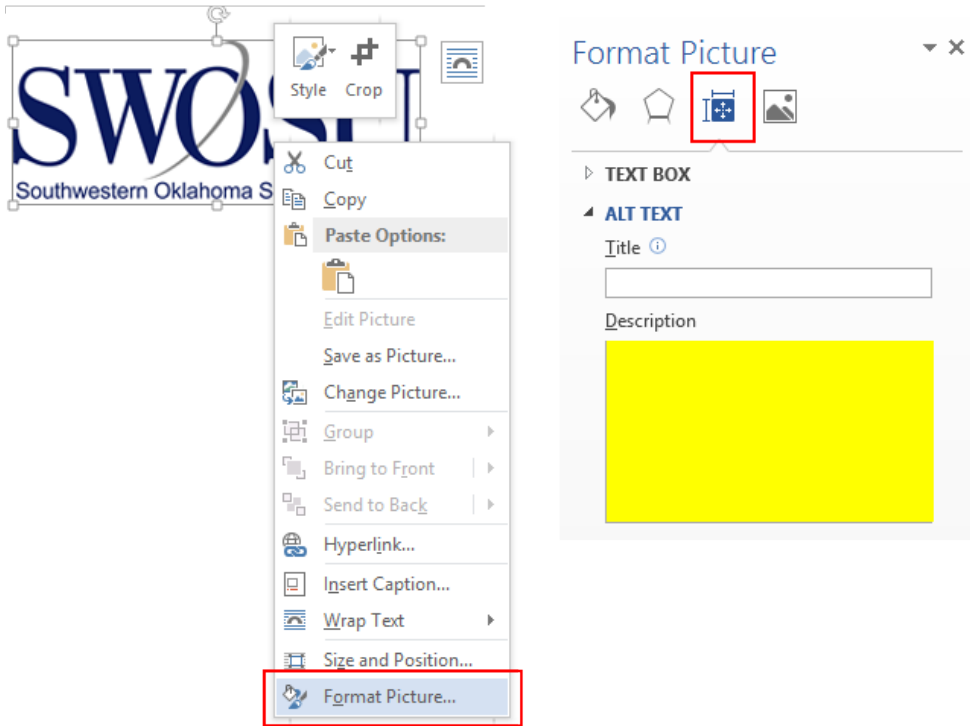 Style Crop
SWOSU
Southwestern Oklahoma S
Cut
Copy
Paste Options:
Edit Picture
Save as Picture...
Change Picture...
Group
Bring to Front
Send to Back
Hyperlink...
Insert Caption...
Wrap Text
Size and Position...
Format Picture...
Format Picture
TEXT BOX
ALT TEXT
Title
Description